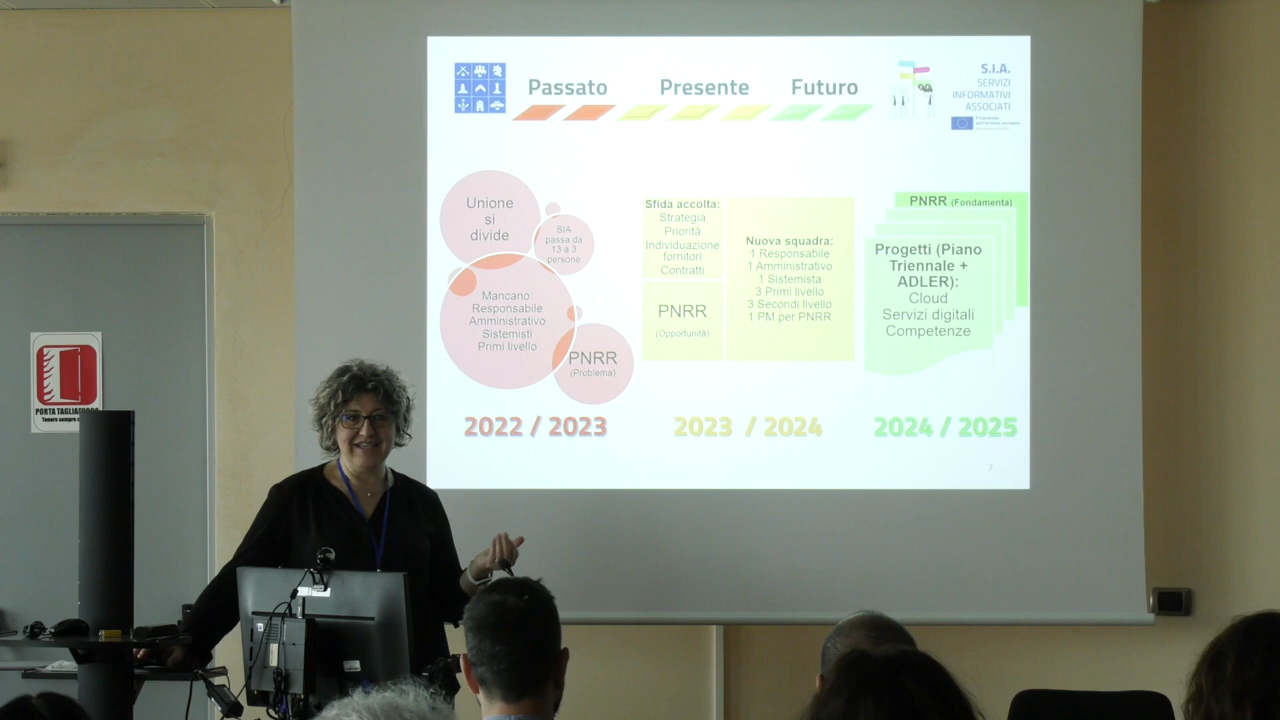 Passato
Presente
Futuro
S.I.A.
SERVIZI
INFORMATIVI
ASSOCIATI
Unione
si
divide
SIA
passa da
13 a 3
persone
Mancano:
Responsabile
Amministrativo
Sistemisti
Primi livello
PNRR
(Problema)
2022 / 2023
Sfida accolta:
Strategia
Priorità
Individuazione
fornitori
Contratti
PNRR
(Opportunità)
Nuova squadra:
1 Responsabile
1 Amministrativo
1 Sistemista
3 Primi livello
3 Secondi livello
1 PM per PNRR
2023 / 2024
PNRR (Fondamenta)
Progetti (Piano
Triennale +
ADLER):
Cloud
Servizi digitali
Competenze
2024 / 2025
7
PORTA TAGLIAFUOCO